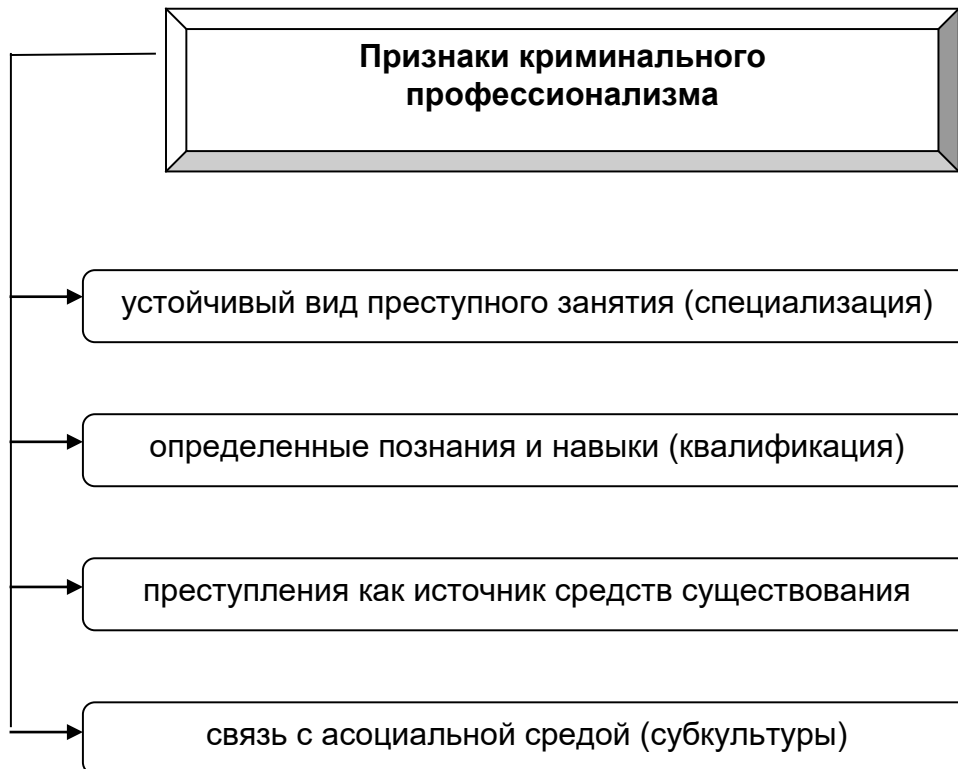 Признаки криминального
профессионализма
устойчивый вид преступного занятия (специализация)
определенные познания и навыки (квалификация)
преступления как источник средств существования
связь с асоциальной средой (субкультуры)